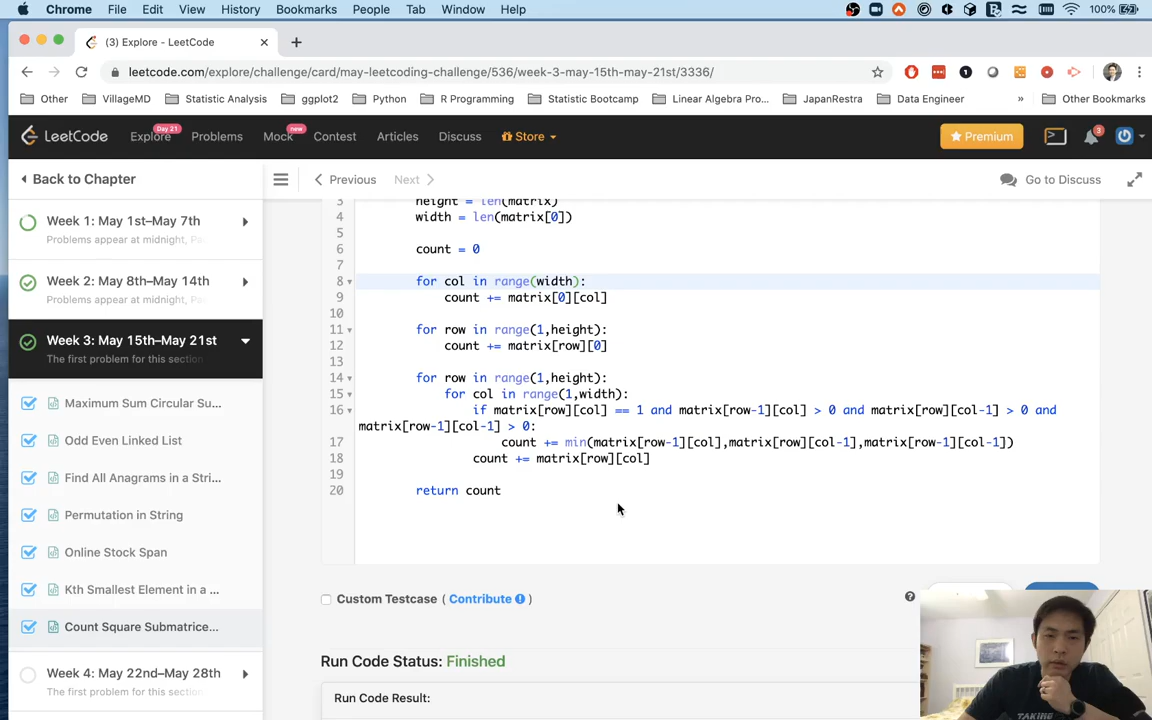 Chrome File Edit View History Bookmarks People Tab Window Help 100%
(3) Explore - LeetCode
leetcode.com/explore/challenge/card/may-leetcoding-challenge/536/week-3-may-15th-may-21st/3336/
Other VillageMD Statistic Analysis ggplot2 Python R Programming Statistic Bootcamp Linear Algebra Pro... JapanRestra Data Engineer » Other Bookmarks
LeetCode Explore Day 21 Problems Mock new Contest Articles Discuss Store Premium 3
Back to Chapter Previous Next Go to Discuss
Week 1: May 1st–May 7th
Problems appear at midnight, Pa
Week 2: May 8th–May 14th
Problems appear at midnight, Pa
Week 3: May 15th–May 21st
The first problem for this section
Maximum Sum Circular Su...
Odd Even Linked List
Find All Anagrams in a Stri...
Permutation in String
Online Stock Span
Kth Smallest Element in a ...
Count Square Submatrice...
Week 4: May 22nd–May 28th
The first problem for this section
3 height = len(matrix)
4 width = len(matrix[0])
5
6 count = 0
7
8 for col in range(width):
9 count += matrix[0][col]
10
11 for row in range(1,height):
12 count += matrix[row][0]
13
14 for row in range(1,height):
15 for col in range(1,width):
16 if matrix[row][col] == 1 and matrix[row-1][col] > 0 and matrix[row][col-1] > 0 and
matrix[row-1][col-1] > 0:
17 count += min(matrix[row-1][col],matrix[row][col-1],matrix[row-1][col-1])
18 count += matrix[row][col]
19
20 return count
Custom Testcase ( Contribute )
Run Code Status: Finished
Run Code Result: